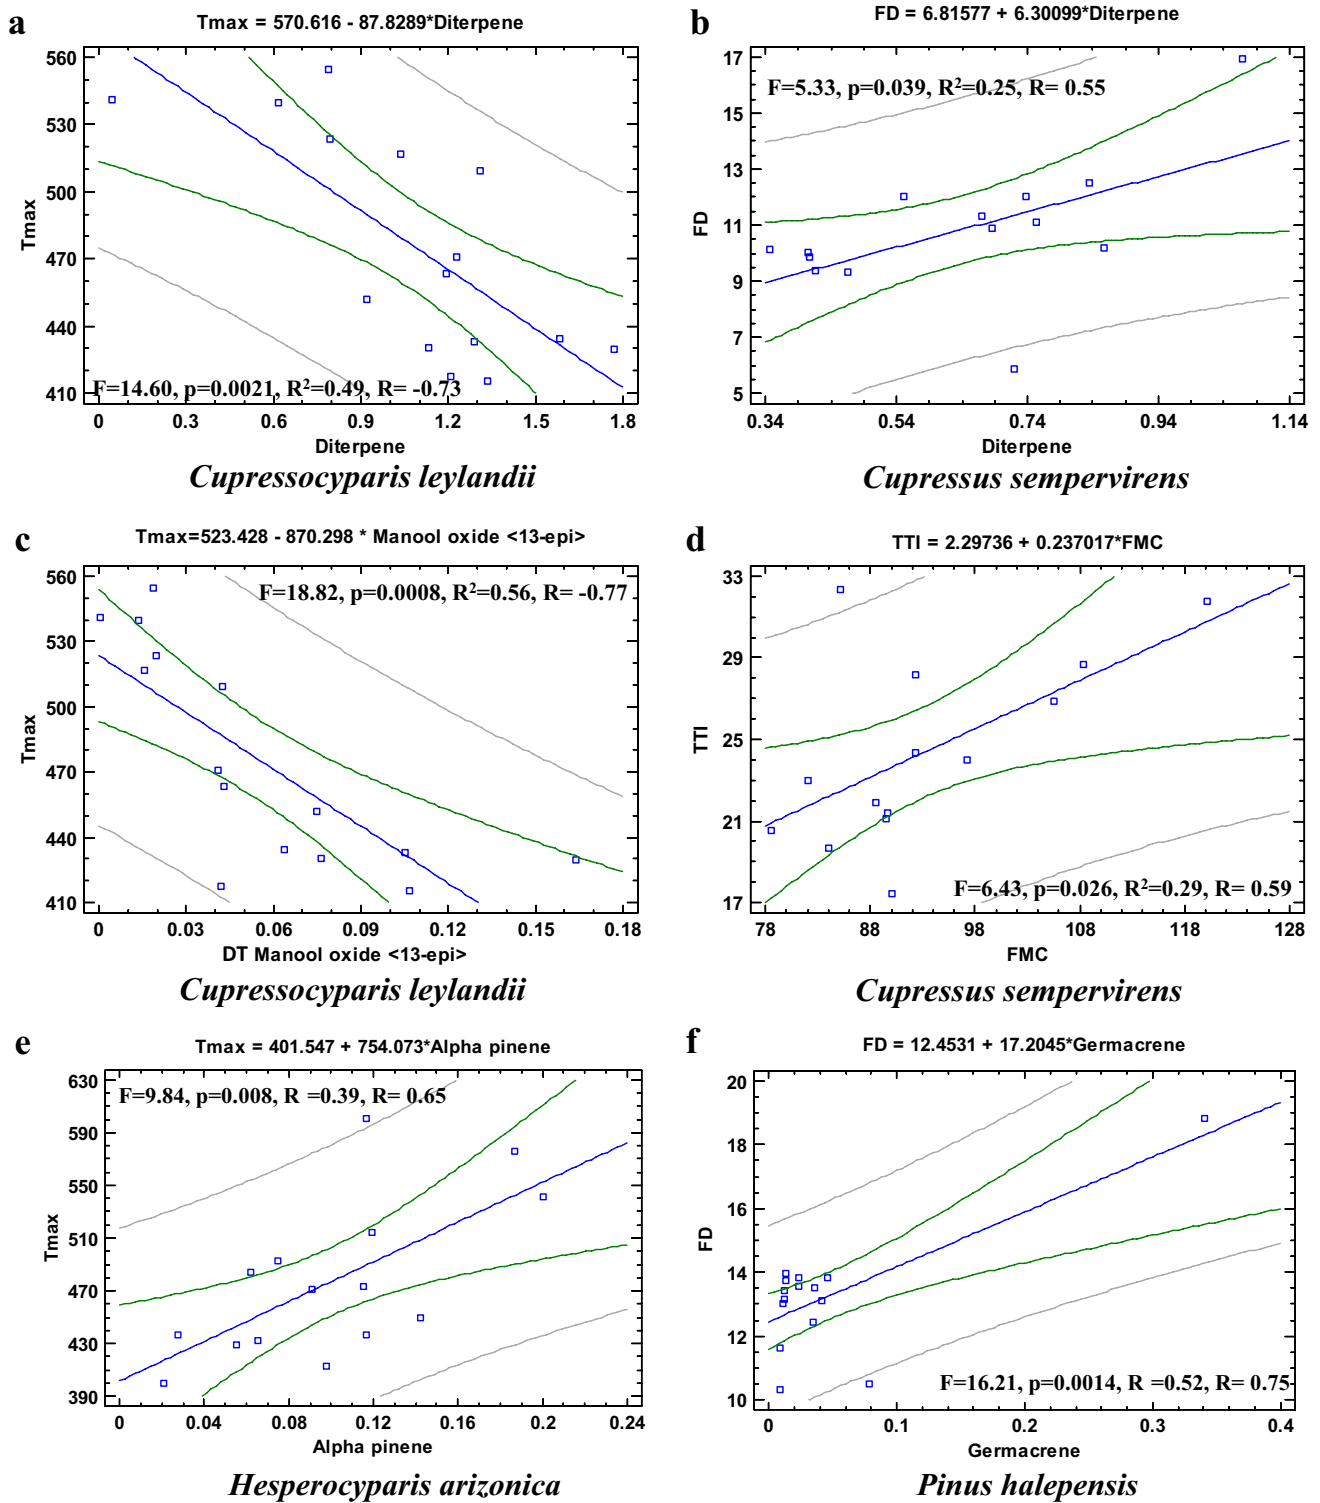 a
Tmax = 570.616 - 87.8289*Diterpene
560
530
500
470
440
410
Tmax
F=14.60, p=0.0021, R²=0.49, R= -0.73
0 0.3 0.6 0.9 1.2 1.5 1.8
Diterpene
Cupressocyparis leylandii
b
FD = 6.81577 + 6.30099*Diterpene
17
15
13
11
9
7
5
FD
F=5.33, p=0.039, R²=0.25, R= 0.55
0.34 0.54 0.74 0.94 1.14
Diterpene
Cupressus sempervirens
c
Tmax=523.428 - 870.298 * Manool oxide <13-epi>
560
530
500
470
440
410
Tmax
F=18.82, p=0.0008, R²=0.56, R= -0.77
0 0.03 0.06 0.09 0.12 0.15 0.18
DT Manool oxide <13-epi>
Cupressocyparis leylandii
d
TTI = 2.29736 + 0.237017*FMC
33
29
25
21
17
TTI
F=6.43, p=0.026, R²=0.29, R= 0.59
78 88 98 108 118 128
FMC
Cupressus sempervirens
e
Tmax = 401.547 + 754.073*Alpha pinene
630
590
550
510
470
430
390
Tmax
F=9.84, p=0.008, R =0.39, R= 0.65
0 0.04 0.08 0.12 0.16 0.2 0.24
Alpha pinene
Hesperocyparis arizonica
f
FD = 12.4531 + 17.2045*Germacrene
20
18
16
14
12
10
FD
F=16.21, p=0.0014, R =0.52, R= 0.75
0 0.1 0.2 0.3 0.4
Germacrene
Pinus halepensis